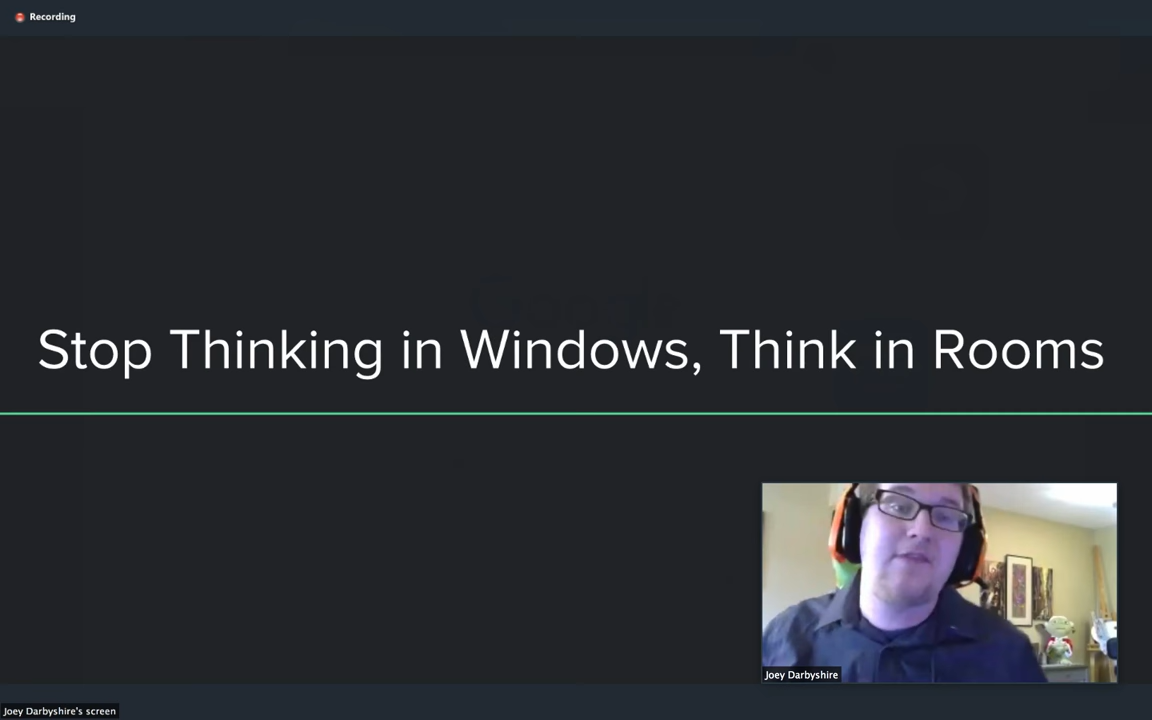 Recording
Stop Thinking in Windows, Think in Rooms
Joey Darbyshire
Joey Darbyshire's screen